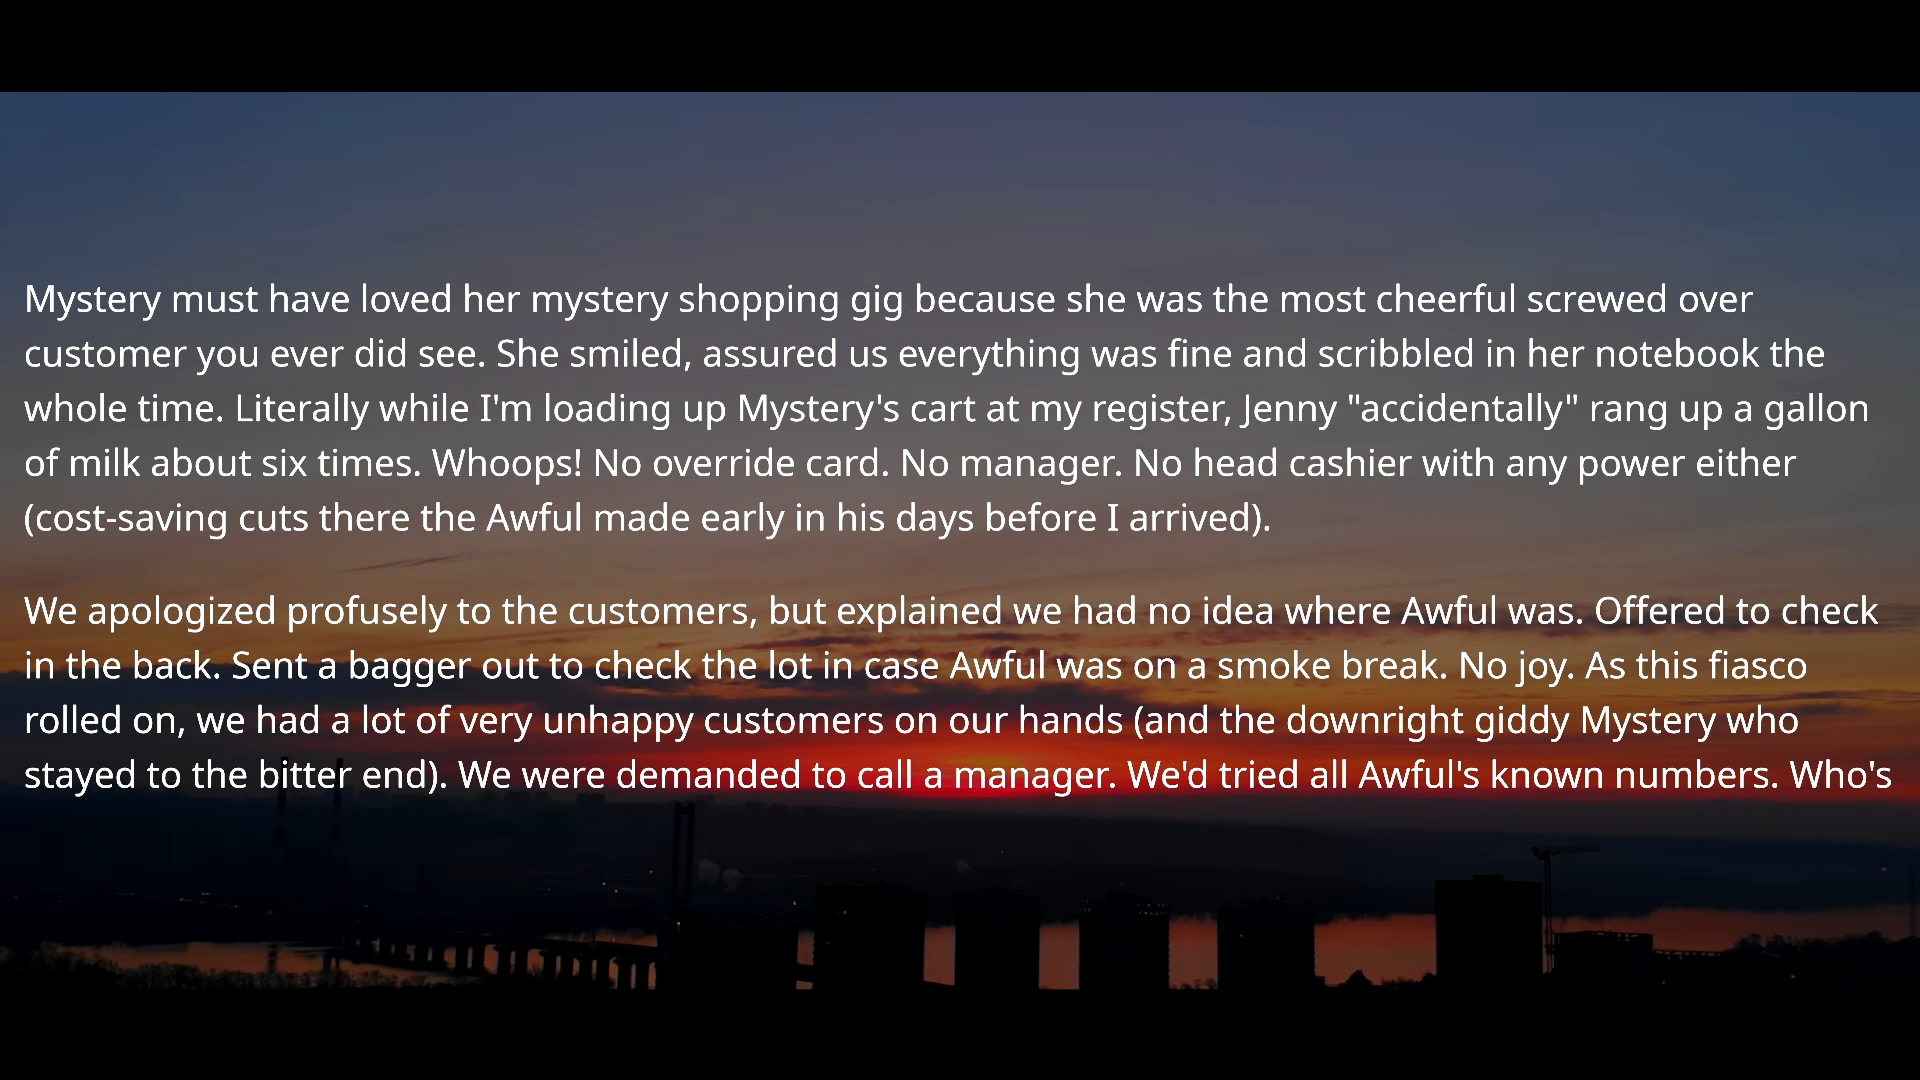 Mystery must have loved her mystery shopping gig because she was the most cheerful screwed over
customer you ever did see. She smiled, assured us everything was fine and scribbled in her notebook the
whole time. Literally while I'm loading up Mystery's cart at my register, Jenny "accidentally" rang up a gallon
of milk about six times. Whoops! No override card. No manager. No head cashier with any power either
(cost-saving cuts there the Awful made early in his days before I arrived).
We apologized profusely to the customers, but explained we had no idea where Awful was. Offered to check
in the back. Sent a bagger out to check the lot in case Awful was on a smoke break. No joy. As this fiasco
rolled on, we had a lot of very unhappy customers on our hands (and the downright giddy Mystery who
stayed to the bitter end). We were demanded to call a manager. We'd tried all Awful's known numbers. Who's